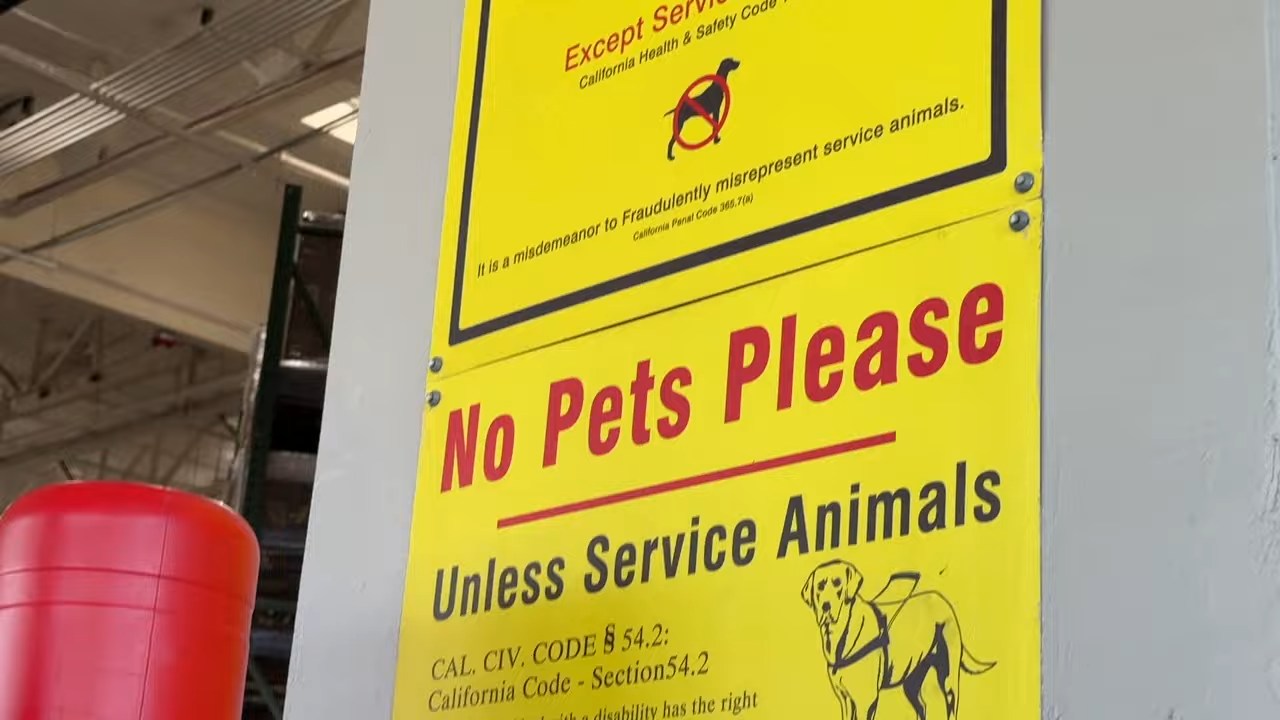 Except
California Health & Safety Code
It is a misdemeanor to Fraudulently misrepresent service animals.
California Penal Code 365.7(a)
No Pets Please
Unless Service Animals
CAL. CIV. CODE § 54.2:
California Code - Section54.2
with a disability has the right